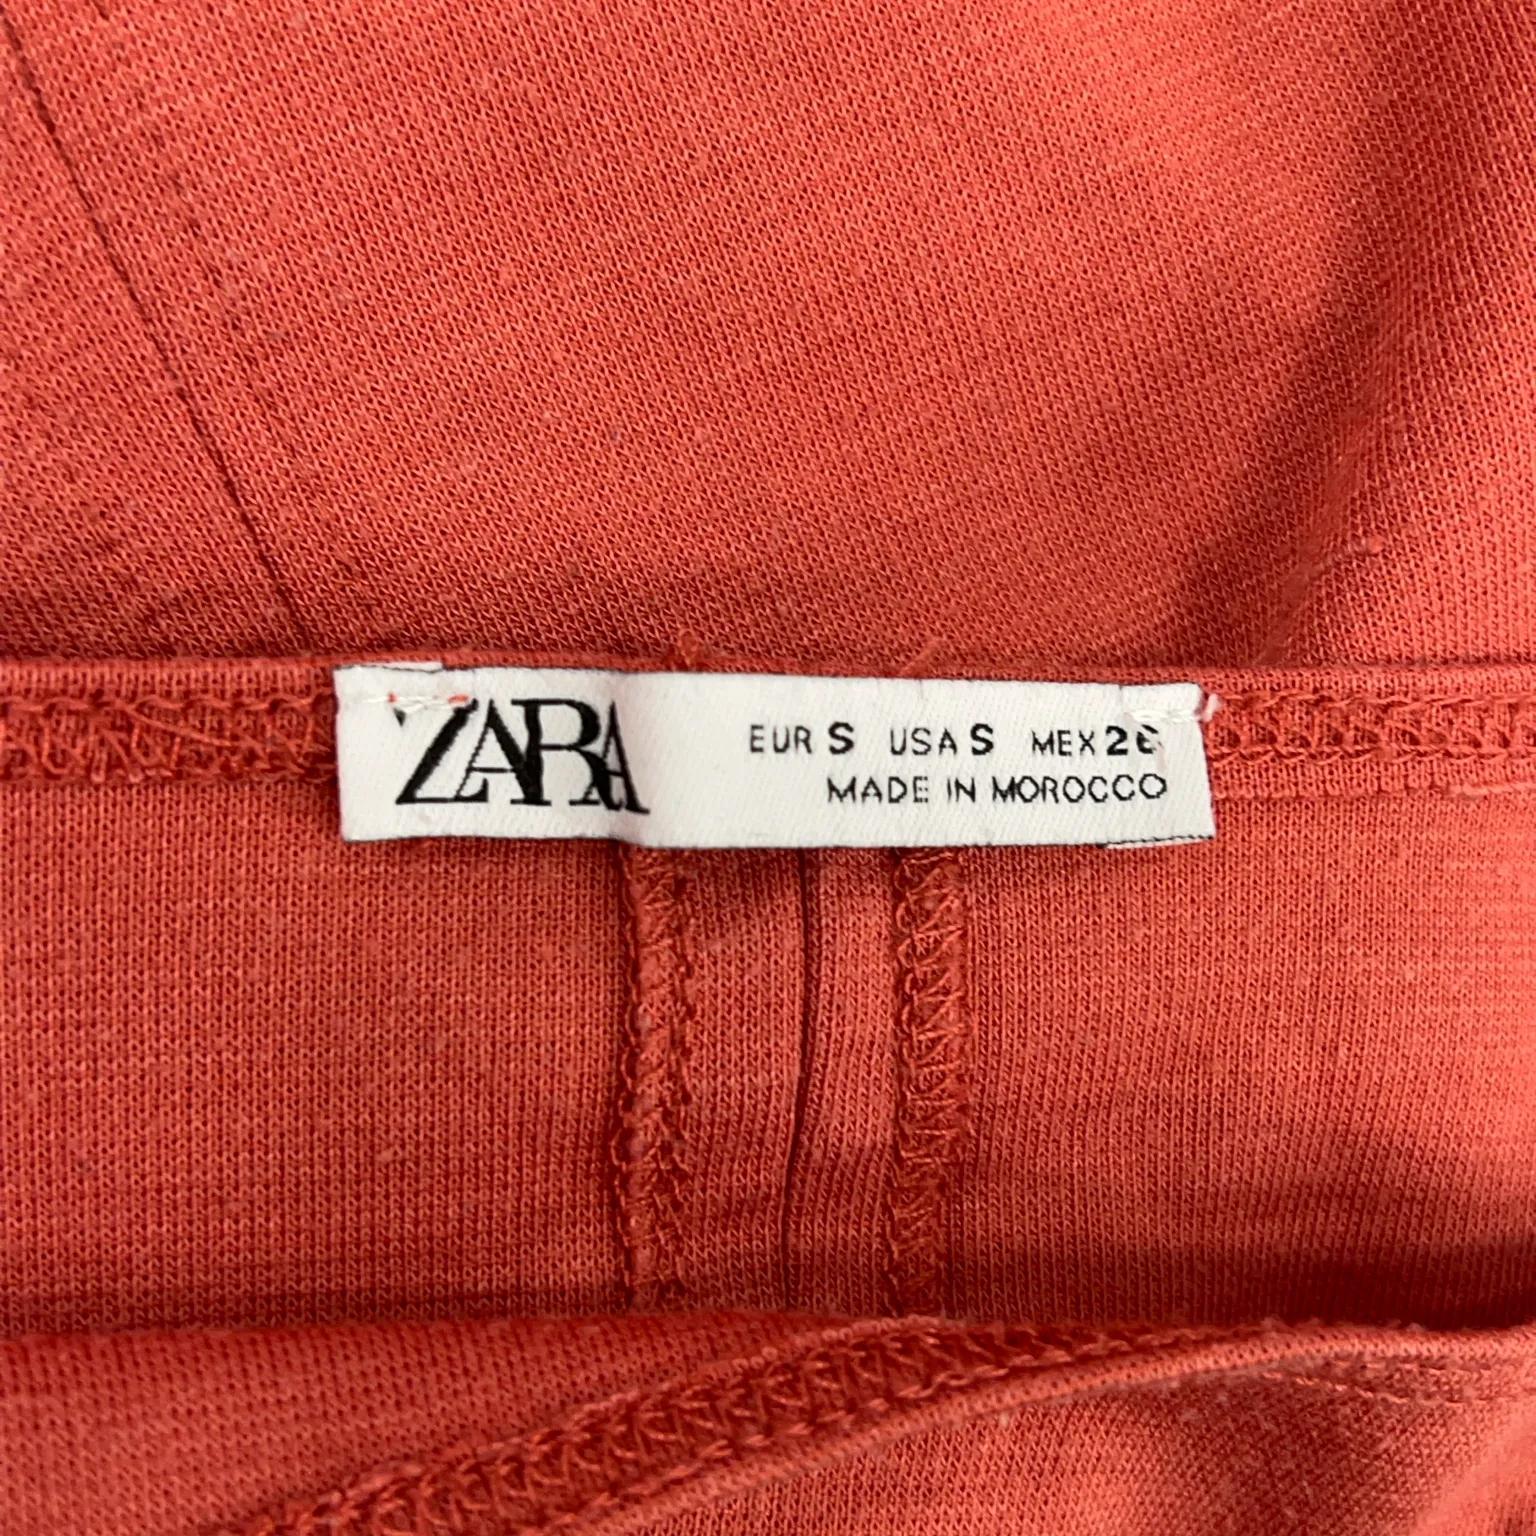 ZARA
EUR S USA S MEX 26
MADE IN MOROCCO